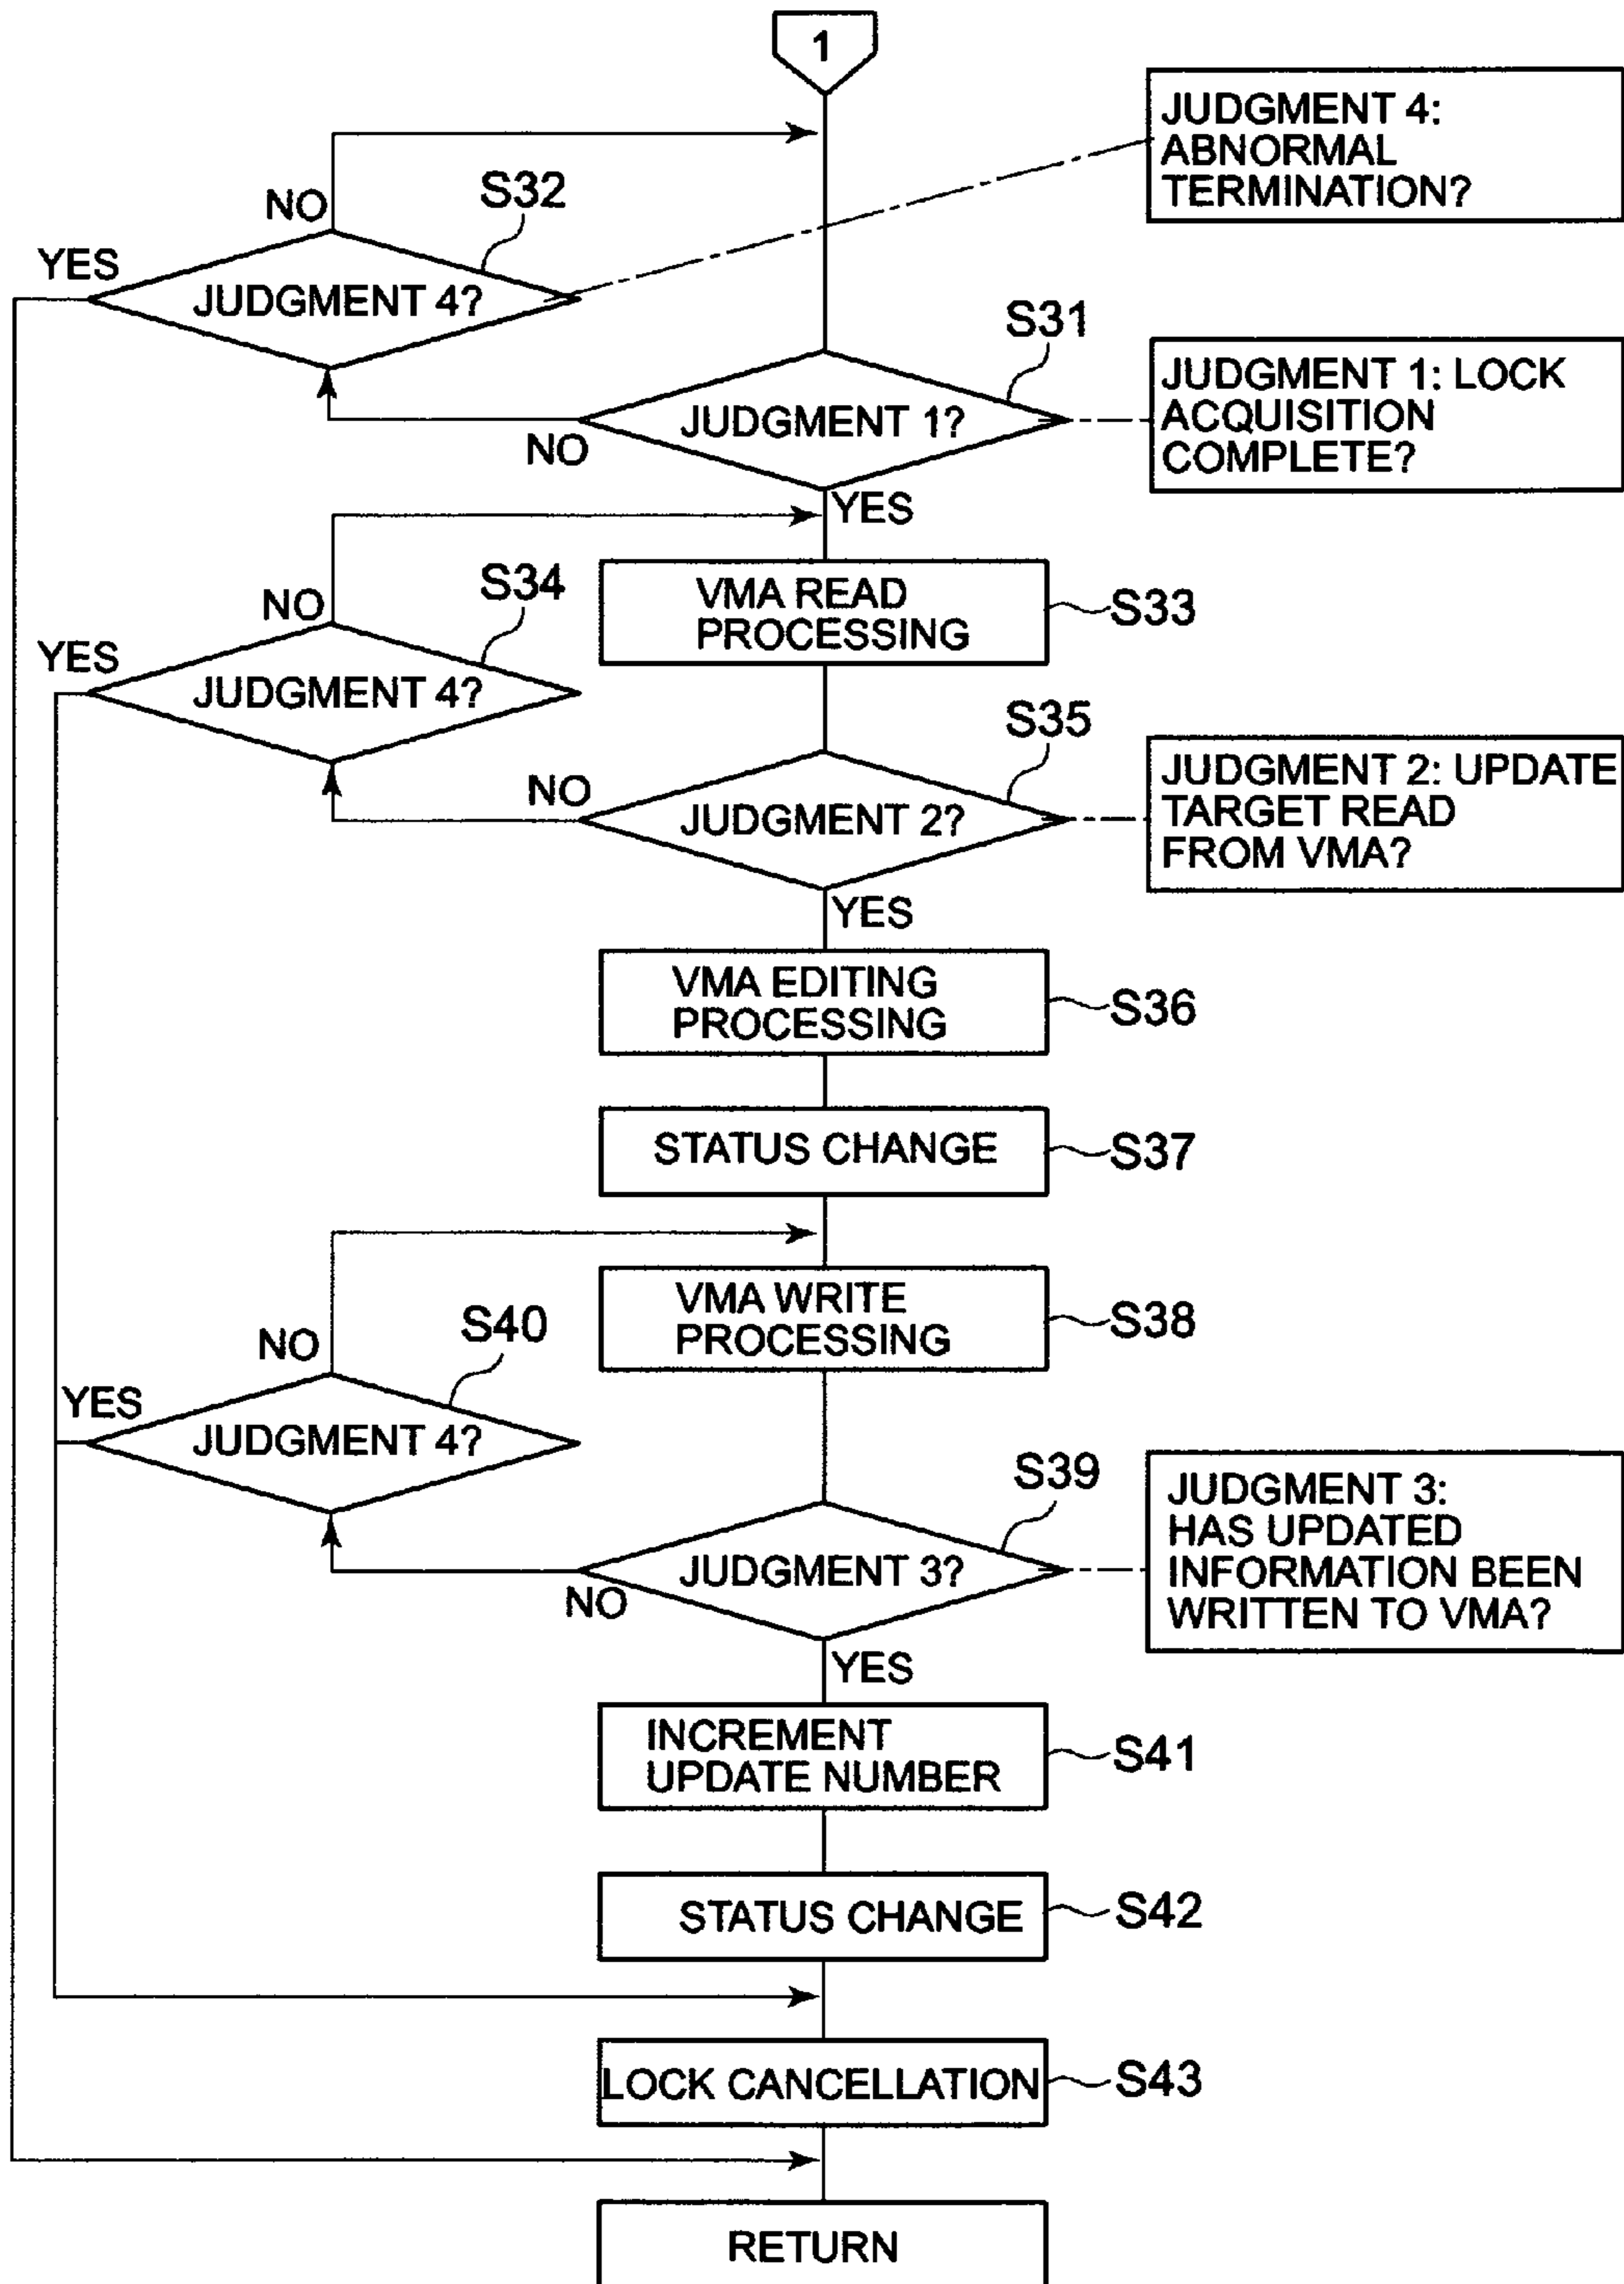 1
JUDGMENT 4:
ABNORMAL
TERMINATION?
S32
NO
YES
JUDGMENT 4?
S31
JUDGMENT 1?
NO
JUDGMENT 1: LOCK
ACQUISITION
COMPLETE?
YES
S34
NO
YES
JUDGMENT 4?
VMA READ
PROCESSING
S33
S35
NO
JUDGMENT 2?
JUDGMENT 2: UPDATE
TARGET READ
FROM VMA?
YES
VMA EDITING
PROCESSING
S36
STATUS CHANGE
S37
VMA WRITE
PROCESSING
S38
S40
NO
YES
JUDGMENT 4?
S39
JUDGMENT 3?
NO
JUDGMENT 3:
HAS UPDATED
INFORMATION BEEN
WRITTEN TO VMA?
YES
INCREMENT
UPDATE NUMBER
S41
STATUS CHANGE
S42
LOCK CANCELLATION
S43
RETURN